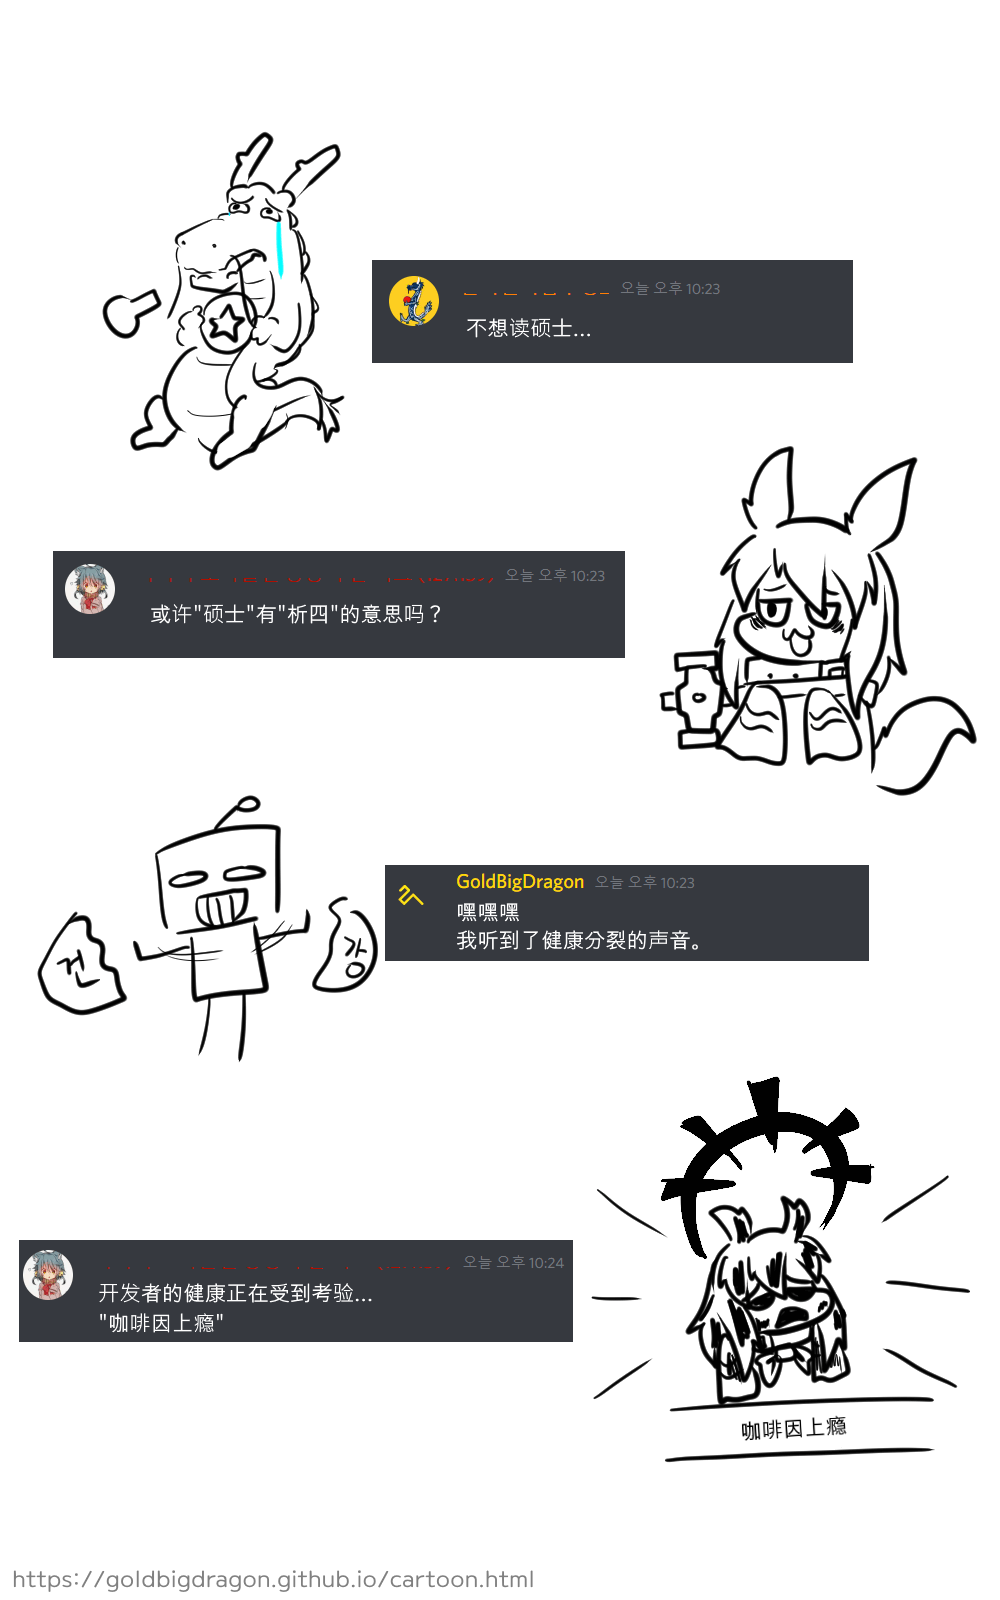 오늘 오후 10:23
不想读硕士...
오늘 오후 10:23
或许"硕士"有"析四"的意思吗？
GoldBigDragon 오늘 오후 10:23
嘿嘿嘿
我听到了健康分裂的声音。
건
강
오늘 오후 10:24
开发者的健康正在受到考验...
"咖啡因上瘾"
咖啡因上瘾
https://goldbigdragon.github.io/cartoon.html